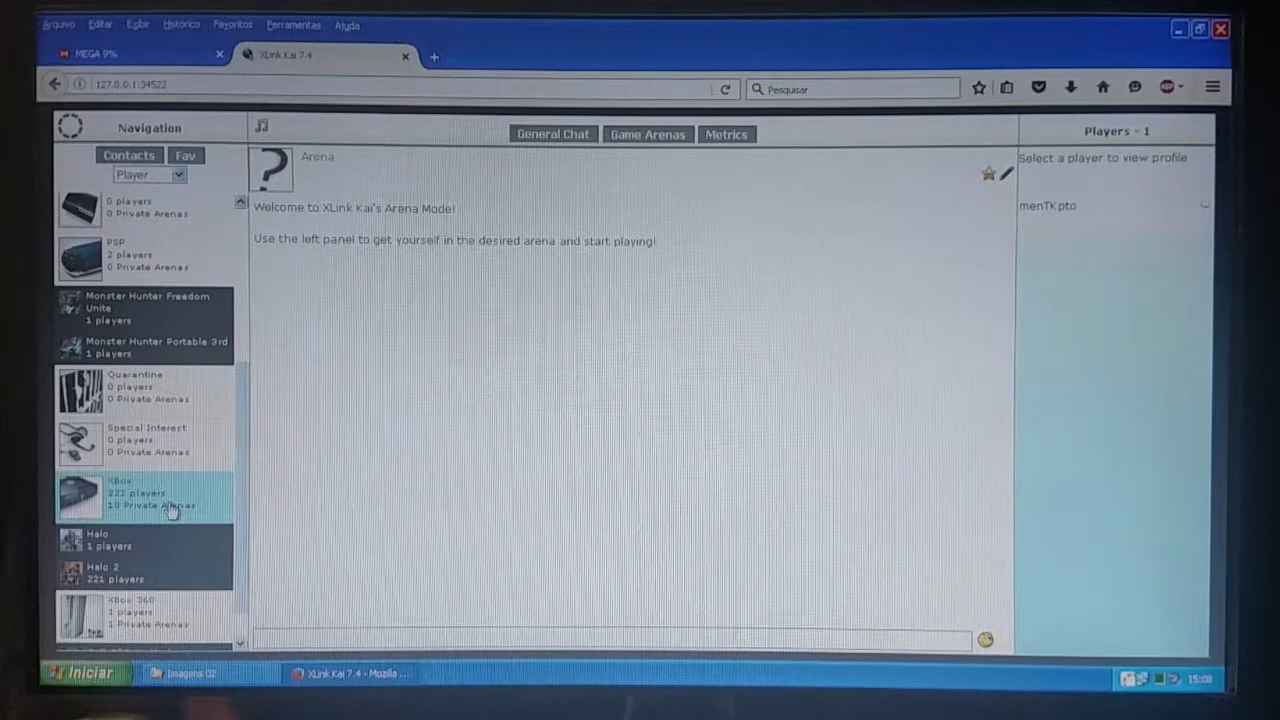 Arquivo Editar Exibir Histórico Favoritos Ferramentas Ajuda
MEGA 9%
XLink Kai 7.4
127.0.0.1:34522
Pesquisar
Navigation
General Chat
Game Arenas
Metrics
Players - 1
Contacts
Fav
Player
Arena
Select a player to view profile
menTKpto
Welcome to XLink Kai's Arena Mode!
Use the left panel to get yourself in the desired arena and start playing!
0 players
0 Private Arenas
PSP
2 players
0 Private Arenas
Monster Hunter Freedom
Unite
1 players
Monster Hunter Portable 3rd
1 players
Quarantine
0 players
0 Private Arenas
Special Interest
0 players
0 Private Arenas
XBox
222 players
10 Private Arenas
Halo
1 players
Halo 2
221 players
XBox 360
1 players
1 Private Arenas
Iniciar
Imagens 02
XLink Kai 7.4 - Mozilla ...
15:08